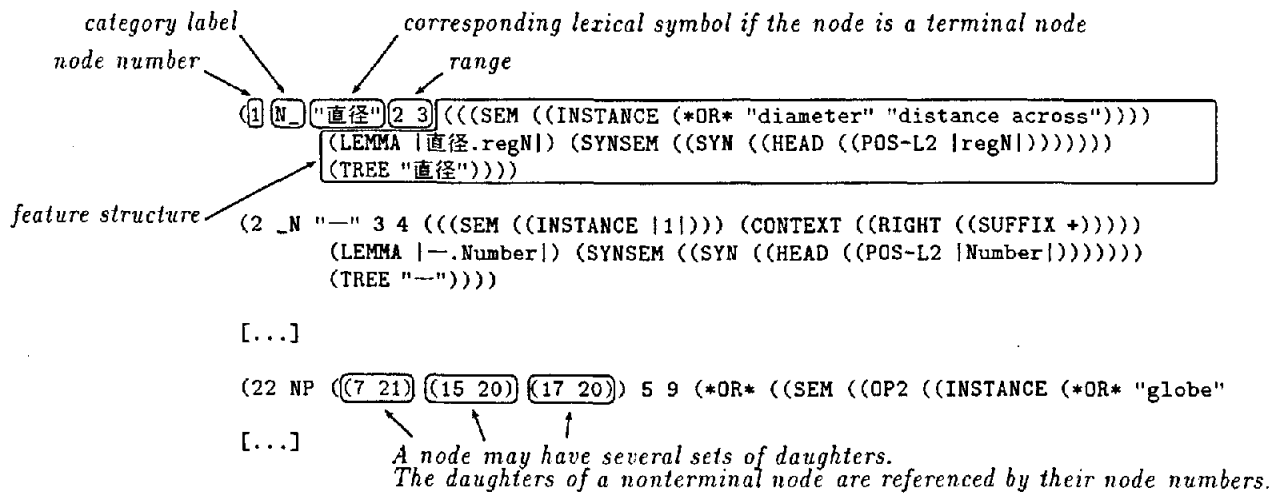 category label
corresponding lexical symbol if the node is a terminal node
node number
range
(1 N_ "直径" 2 3 (((SEM ((INSTANCE (*OR* "diameter" "distance across"))))
(LEMMA |直径.regN|) (SYNSEM ((SYN ((HEAD ((POS-L2 |regN|)))))))
(TREE "直径"))))
feature structure
(2 _N "一" 3 4 (((SEM ((INSTANCE |1|))) (CONTEXT ((RIGHT ((SUFFIX +)))))
(LEMMA |一.Number|) (SYNSEM ((SYN ((HEAD ((POS-L2 |Number|)))))))
(TREE "一"))))
[...]
(22 NP ((7 21) (15 20) (17 20)) 5 9 (*OR* ((SEM ((OP2 ((INSTANCE (*OR* "globe"
[...]
A node may have several sets of daughters.
The daughters of a nonterminal node are referenced by their node numbers.